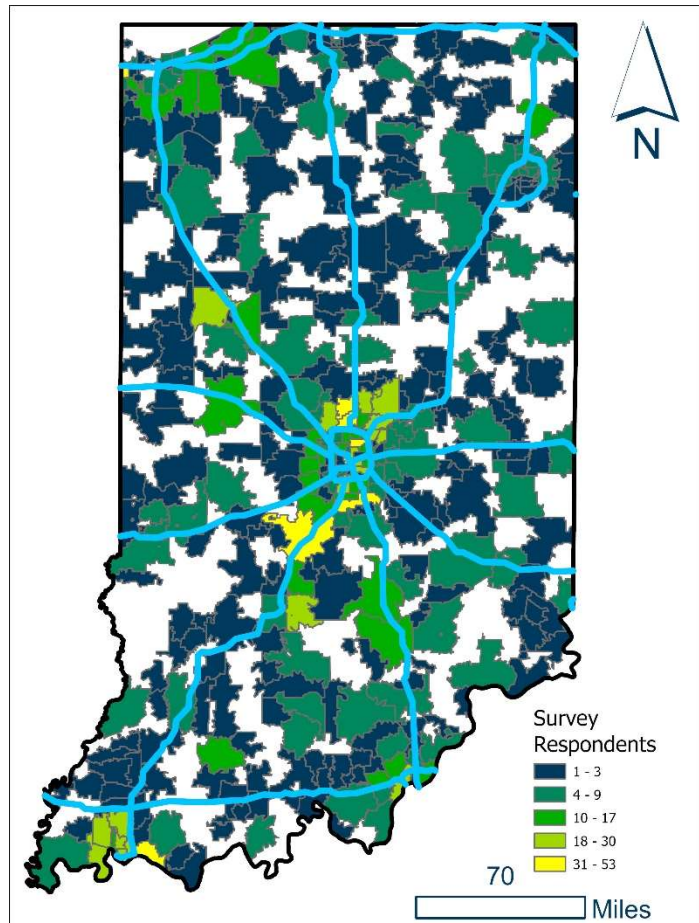 N
Survey
Respondents
1 - 3
4 - 9
10 - 17
18 - 30
31 - 53
70
Miles